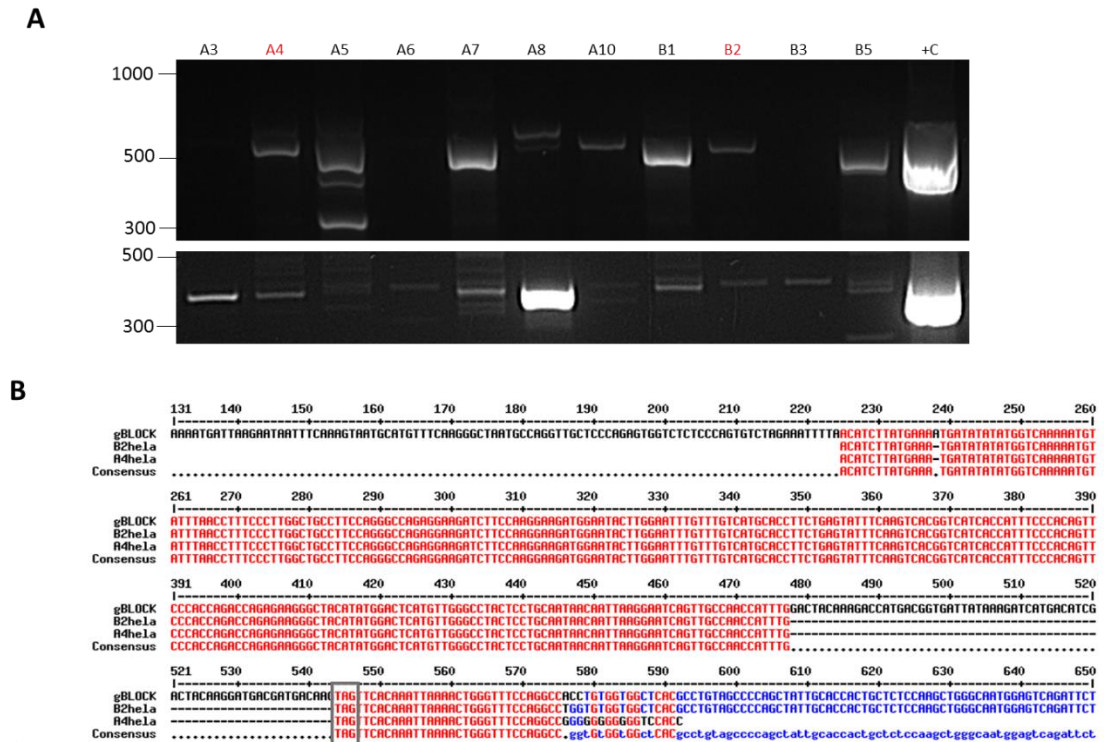 A
A3 A4 A5 A6 A7 A8 A10 B1 B2 B3 B5 +C
1000
500
300
500
300
B
131 140 150 160 170 180 190 200 210 220 230 240 250 260
gBLOCK AAAATGATTAAGAATAATTTCAAAGTAATGCATGTTTCAAGGGCTAATGCCAGGTTGCTCCCAGAGTGGTCTCTCCCAGTGTCTAGAAATTTTAACATCTTATGAAAATGATATATATGGTCAAAAATGT
B2hela ACATCTTATGAAA-TGATATATATGGTCAAAAATGT
A4hela ACATCTTATGAAA-TGATATATATGGTCAAAAATGT
Consensus ..............................................................................................ACATCTTATGAAA.TGATATATATGGTCAAAAATGT
261 270 280 290 300 310 320 330 340 350 360 370 380 390
gBLOCK ATTTAACCTTTCCCTTGGCTGCCTTCCAGGGCCAGAGGAAGATCTTCCAAGGAAGATGGAATACTTGGAATTTGTTTGTCATGCACCTTCTGAGTATTTCAAGTCACGGTCATCACCATTTCCCACAGTT
B2hela ATTTAACCTTTCCCTTGGCTGCCTTCCAGGGCCAGAGGAAGATCTTCCAAGGAAGATGGAATACTTGGAATTTGTTTGTCATGCACCTTCTGAGTATTTCAAGTCACGGTCATCACCATTTCCCACAGTT
A4hela ATTTAACCTTTCCCTTGGCTGCCTTCCAGGGCCAGAGGAAGATCTTCCAAGGAAGATGGAATACTTGGAATTTGTTTGTCATGCACCTTCTGAGTATTTCAAGTCACGGTCATCACCATTTCCCACAGTT
Consensus ATTTAACCTTTCCCTTGGCTGCCTTCCAGGGCCAGAGGAAGATCTTCCAAGGAAGATGGAATACTTGGAATTTGTTTGTCATGCACCTTCTGAGTATTTCAAGTCACGGTCATCACCATTTCCCACAGTT
391 400 410 420 430 440 450 460 470 480 490 500 510 520
gBLOCK CCCACCAGACCAGAGAAGGGCTACATATGGACTCATGTTGGGCCTACTCCTGCAATAACAATTAAGGAATCAGTTGCCAACCATTTGGACTACAAAGACCATGACGGTGATTATAAAGATCATGACATCG
B2hela CCCACCAGACCAGAGAAGGGCTACATATGGACTCATGTTGGGCCTACTCCTGCAATAACAATTAAGGAATCAGTTGCCAACCATTTG-------------------------------------------
A4hela CCCACCAGACCAGAGAAGGGCTACATATGGACTCATGTTGGGCCTACTCCTGCAATAACAATTAAGGAATCAGTTGCCAACCATTTG-------------------------------------------
Consensus CCCACCAGACCAGAGAAGGGCTACATATGGACTCATGTTGGGCCTACTCCTGCAATAACAATTAAGGAATCAGTTGCCAACCATTTG...........................................
521 530 540 550 560 570 580 590 600 610 620 630 640 650
gBLOCK ACTACAAGGATGACGATGACAAGTAGTTCACAAATTAAAACTGGGTTTCCAGGCCACCTGTGGTGGCTCACGCCTGTAGCCCCAGCTATTGCACCACTGCTCTCCAAGCTGGGCAATGGAGTCAGATTCT
B2hela -----------------------TAGTTCACAAATTAAAACTGGGTTTCCAGGCCTGGTGTGGTGGCTCACGCCTGTAGCCCCAGCTATTGCACCACTGCTCTCCAAGCTGGGCAATGGAGTCAGATTCT
A4hela -----------------------TAGTTCACAAATTAAAACTGGGTTTCCAGGCCGGGGGGGGGGGTCCACC
Consensus .......................TAGTTCACAAATTAAAACTGGGTTTCCAGGCC.ggtGtGGtGGctCACgcctgtagccccagctattgcaccactgctctccaagctgggcaatggagtcagattct